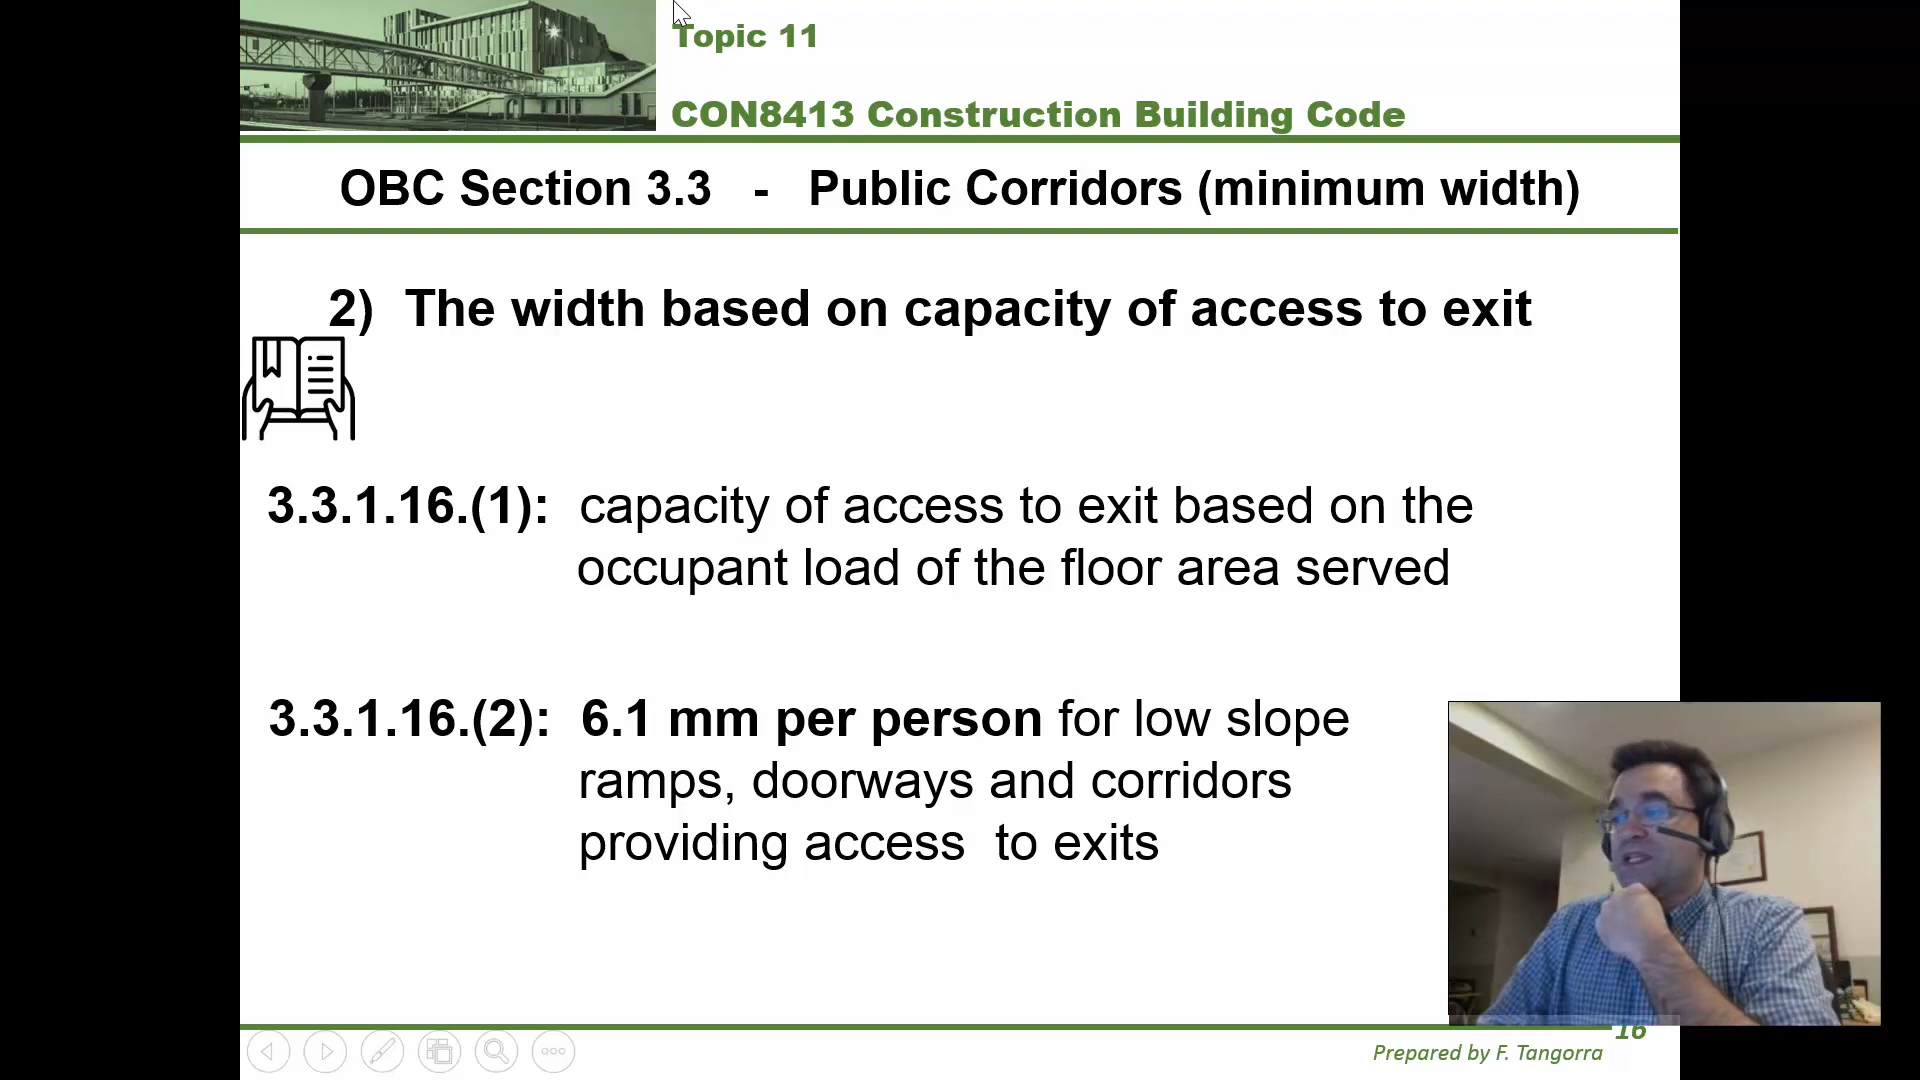 Topic 11
CON8413 Construction Building Code
OBC Section 3.3 - Public Corridors (minimum width)
2) The width based on capacity of access to exit
3.3.1.16.(1): capacity of access to exit based on the
occupant load of the floor area served
3.3.1.16.(2): 6.1 mm per person for low slope
ramps, doorways and corridors
providing access to exits
16
Prepared by F. Tangorra